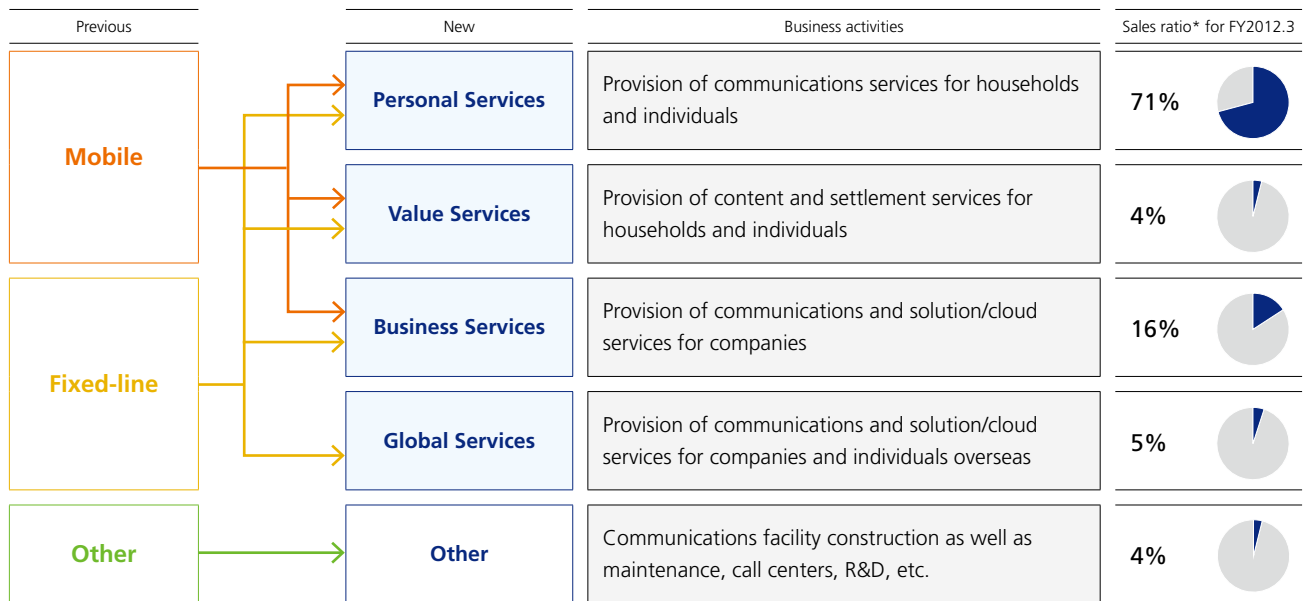 Previous
New
Business activities
Sales ratio* for FY2012.3
Mobile
Fixed-line
Other
Personal Services
Provision of communications services for households
and individuals
71%
Value Services
Provision of content and settlement services for
households and individuals
4%
Business Services
Provision of communications and solution/cloud
services for companies
16%
Global Services
Provision of communications and solution/cloud
services for companies and individuals overseas
5%
Other
Communications facility construction as well as
maintenance, call centers, R&D, etc.
4%